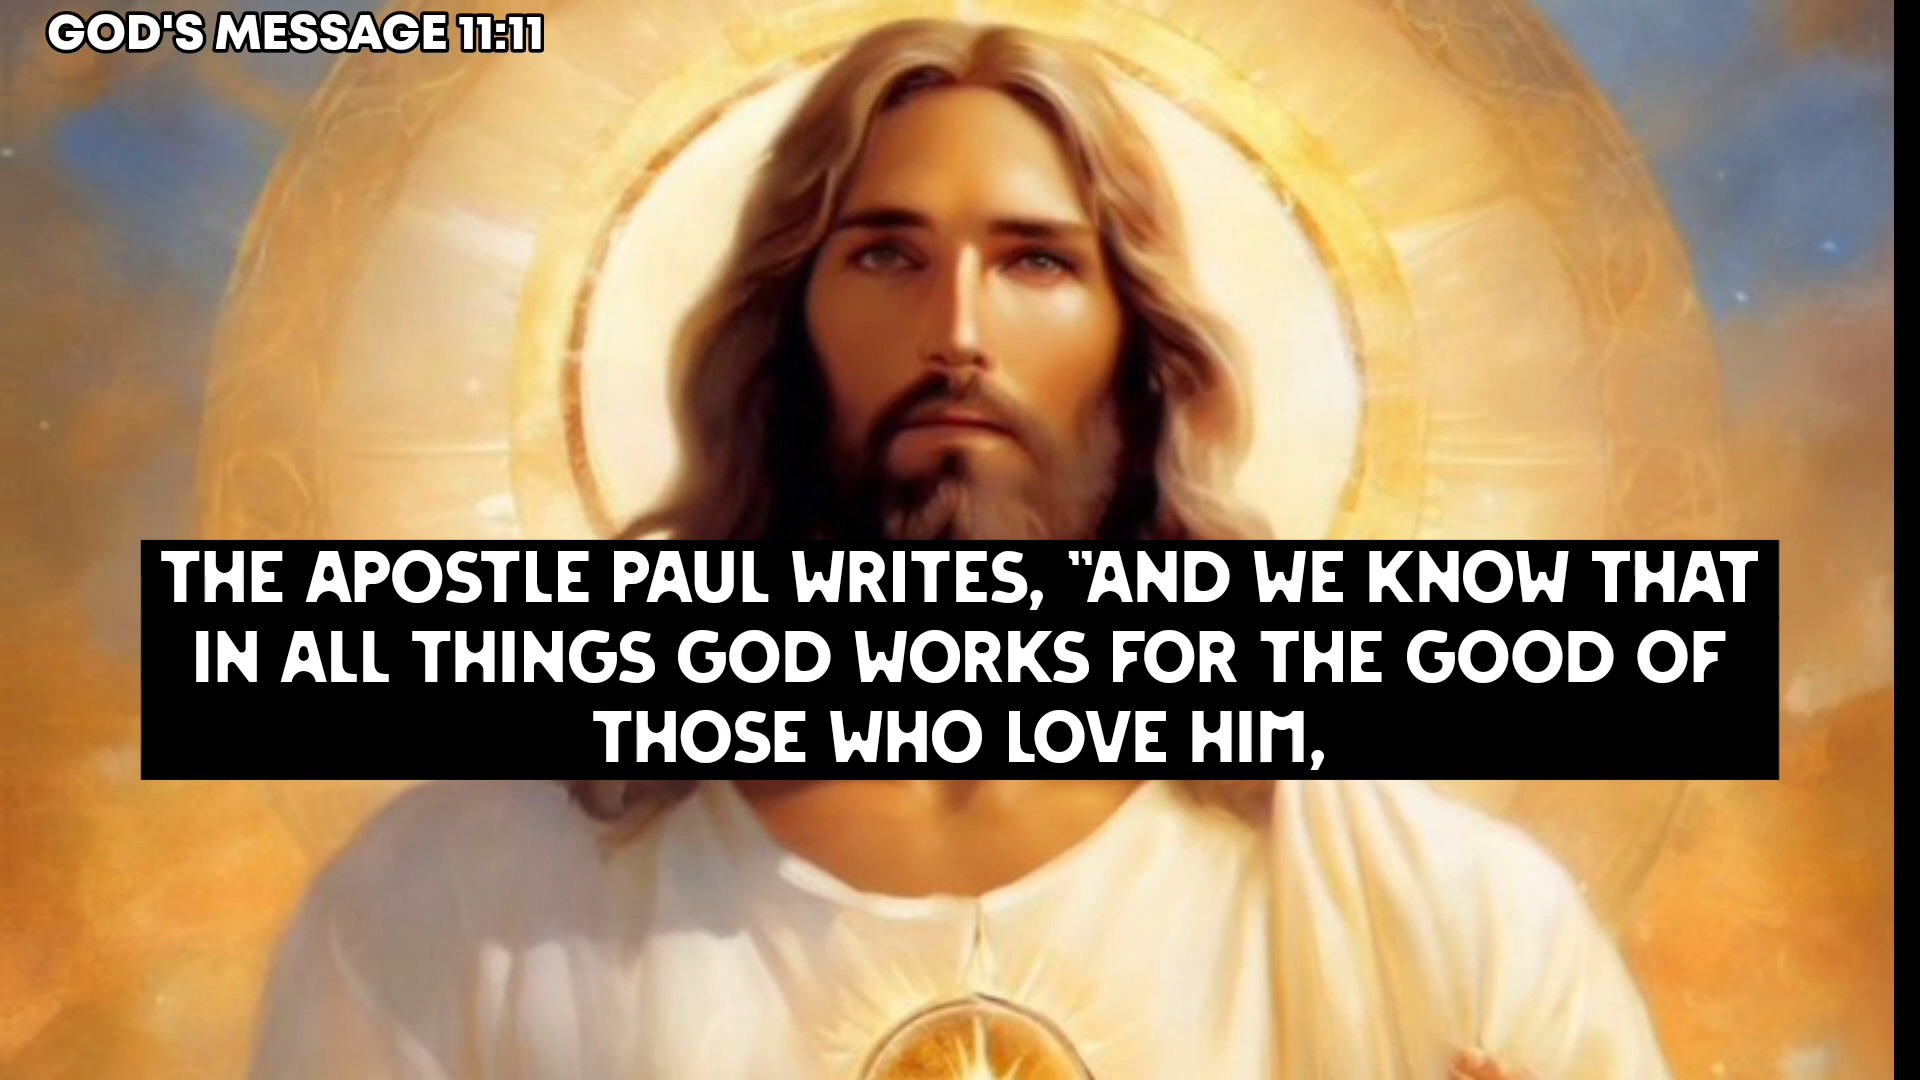 GOD'S MESSAGE 11:11
THE APOSTLE PAUL WRITES, "AND WE KNOW THAT
IN ALL THINGS GOD WORKS FOR THE GOOD OF
THOSE WHO LOVE HIM,